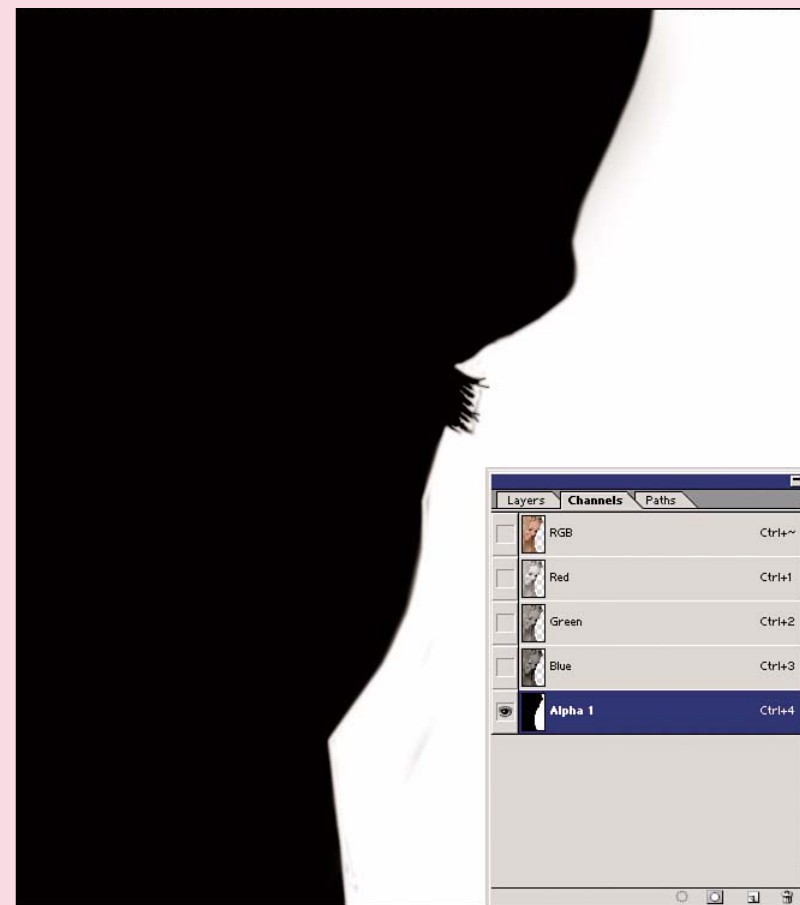 Layers Channels Paths
RGB Ctrl+~
Red Ctrl+1
Green Ctrl+2
Blue Ctrl+3
Alpha 1 Ctrl+4